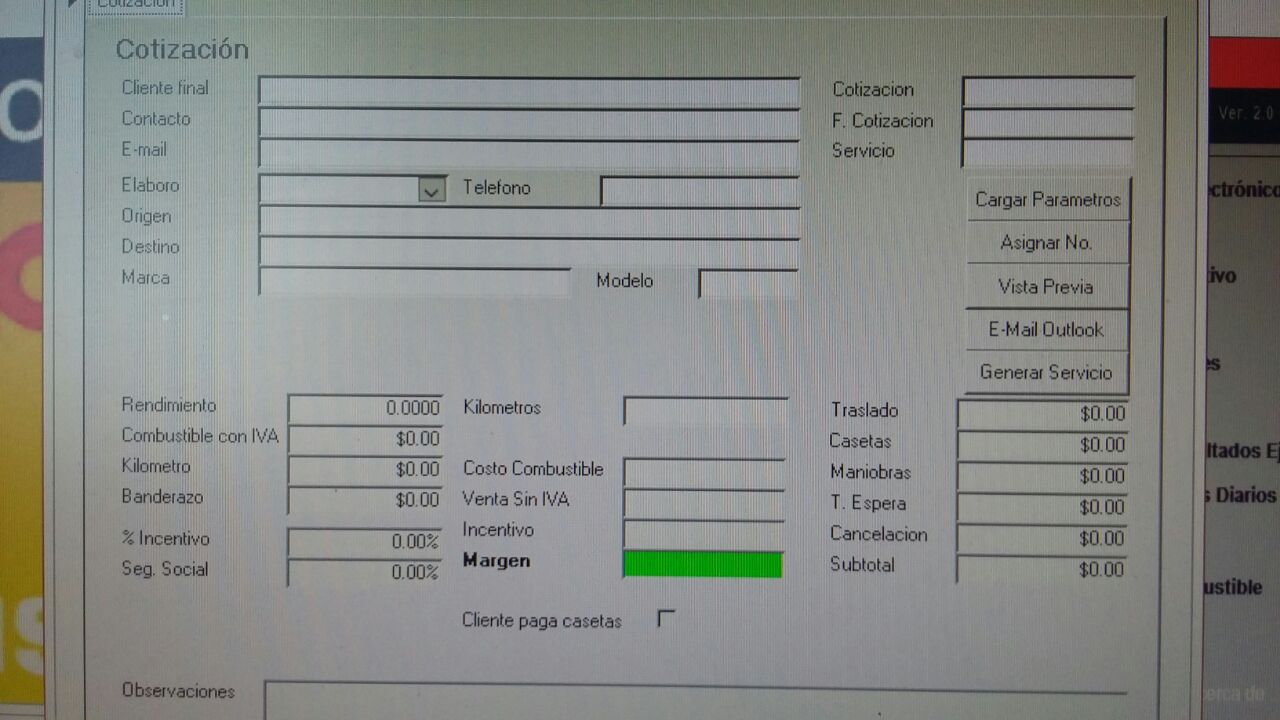 Cotización
Cotización
Cliente final
Cotizacion
Contacto
F. Cotizacion
E-mail
Servicio
Ver. 2.0
Elaboro
Telefono
Origen
Destino
Marca
Modelo
Cargar Parametros
Asignar No.
Vista Previa
E-Mail Outlook
Generar Servicio
Rendimiento 0.0000
Kilometros
Traslado $0.00
Combustible con IVA $0.00
Casetas $0.00
Kilometro $0.00
Costo Combustible
Maniobras $0.00
Banderazo $0.00
Venta Sin IVA
T. Espera $0.00
% Incentivo 0.00%
Incentivo
Cancelacion $0.00
Seg. Social 0.00%
Margen
Subtotal $0.00
Cliente paga casetas
Observaciones
ctrónico
ivo
es
ltados Ej
s Diarios
ustible
cerca de